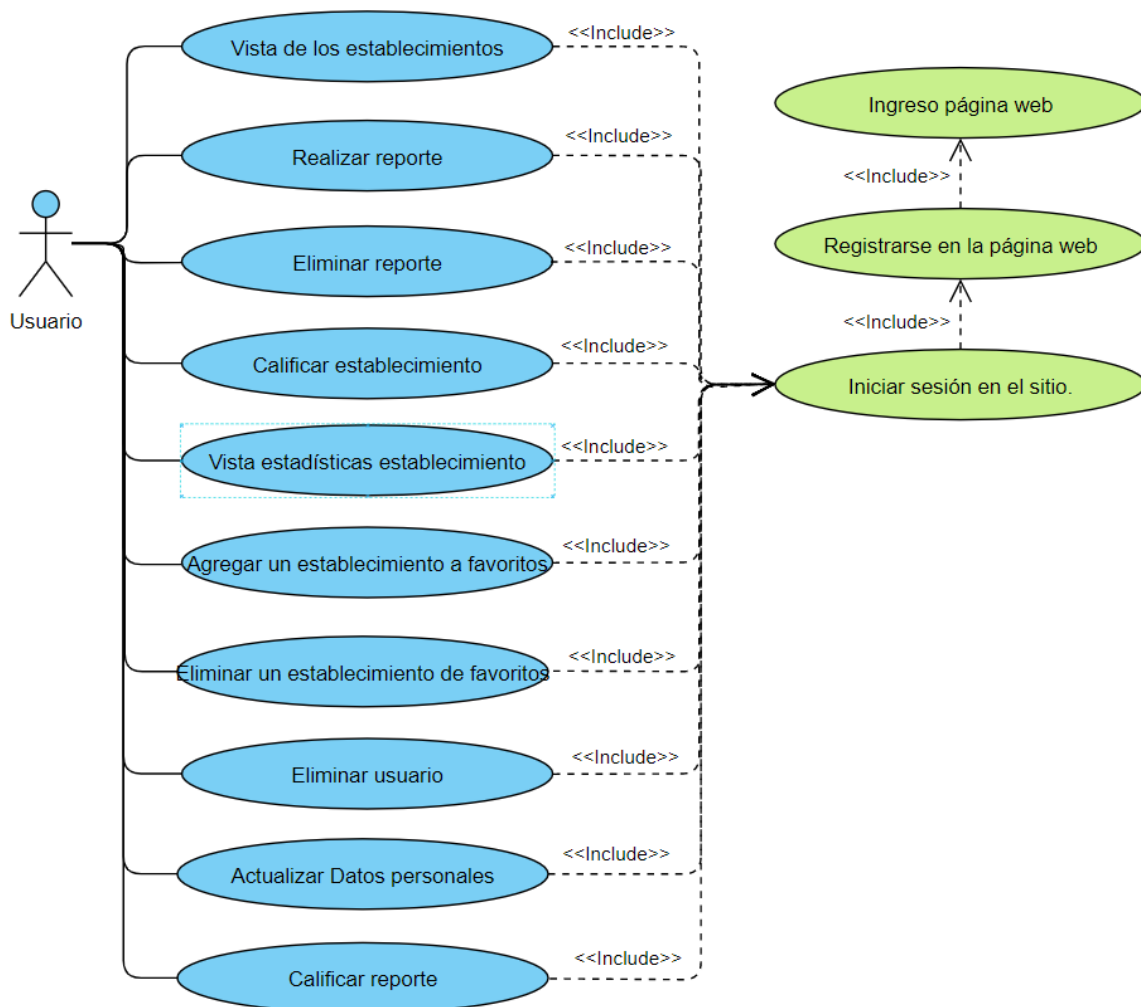 Vista de los establecimientos
<<Include>>
Ingreso página web
Realizar reporte
<<Include>>
<<Include>>
Registrarse en la página web
Eliminar reporte
<<Include>>
Usuario
<<Include>>
Calificar establecimiento
<<Include>>
Iniciar sesión en el sitio.
Vista estadísticas establecimiento
<<Include>>
Agregar un establecimiento a favoritos
<<Include>>
Eliminar un establecimiento de favoritos
<<Include>>
Eliminar usuario
<<Include>>
Actualizar Datos personales
<<Include>>
Calificar reporte
<<Include>>